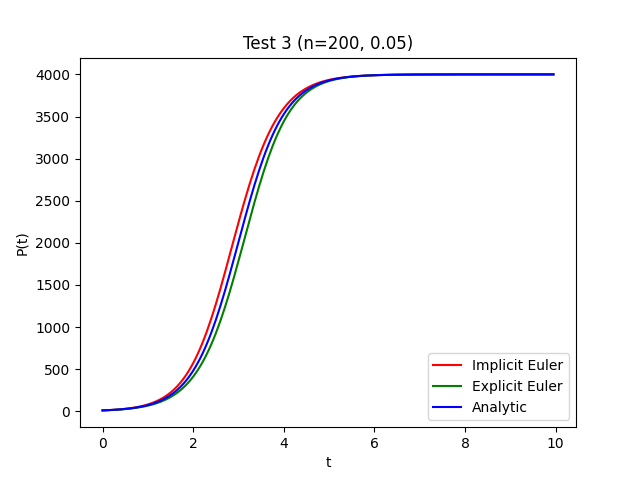 Test 3 (n=200, 0.05)
4000
3500
3000
2500
2000
1500
1000
500
0
P(t)
Implicit Euler
Explicit Euler
Analytic
0 2 4 6 8 10
t